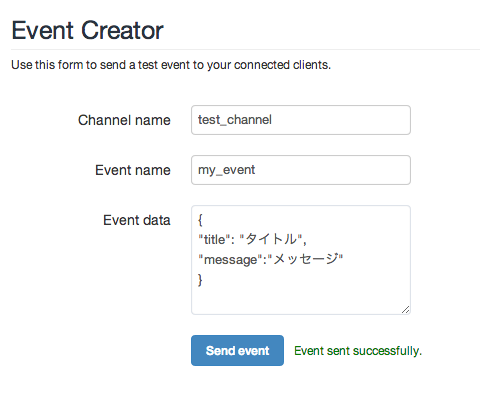 Event Creator
Use this form to send a test event to your connected clients.
Channel name
test_channel
Event name
my_event
Event data
{
"title": "タイトル",
"message":"メッセージ"
}
Send event
Event sent successfully.